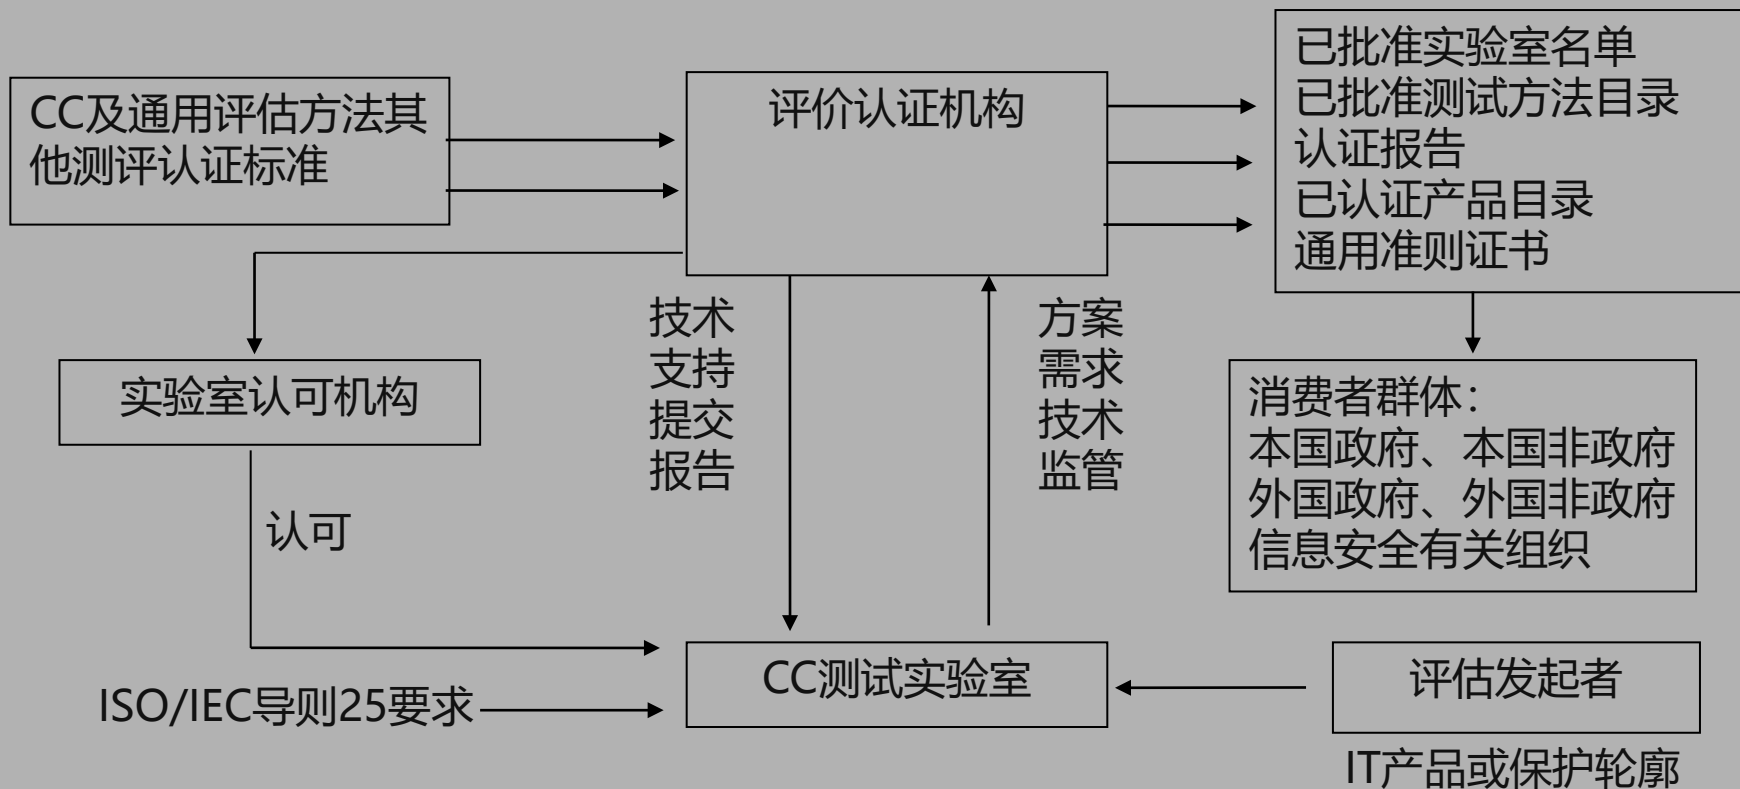 CC及通用评估方法其
他测评认证标准
评价认证机构
已批准实验室名单
已批准测试方法目录
认证报告
已认证产品目录
通用准则证书
实验室认可机构
技术
支持
提交
报告
方案
需求
技术
监管
消费者群体：
本国政府、本国非政府
外国政府、外国非政府
信息安全有关组织
认可
CC测试实验室
评估发起者
ISO/IEC导则25要求
IT产品或保护轮廓